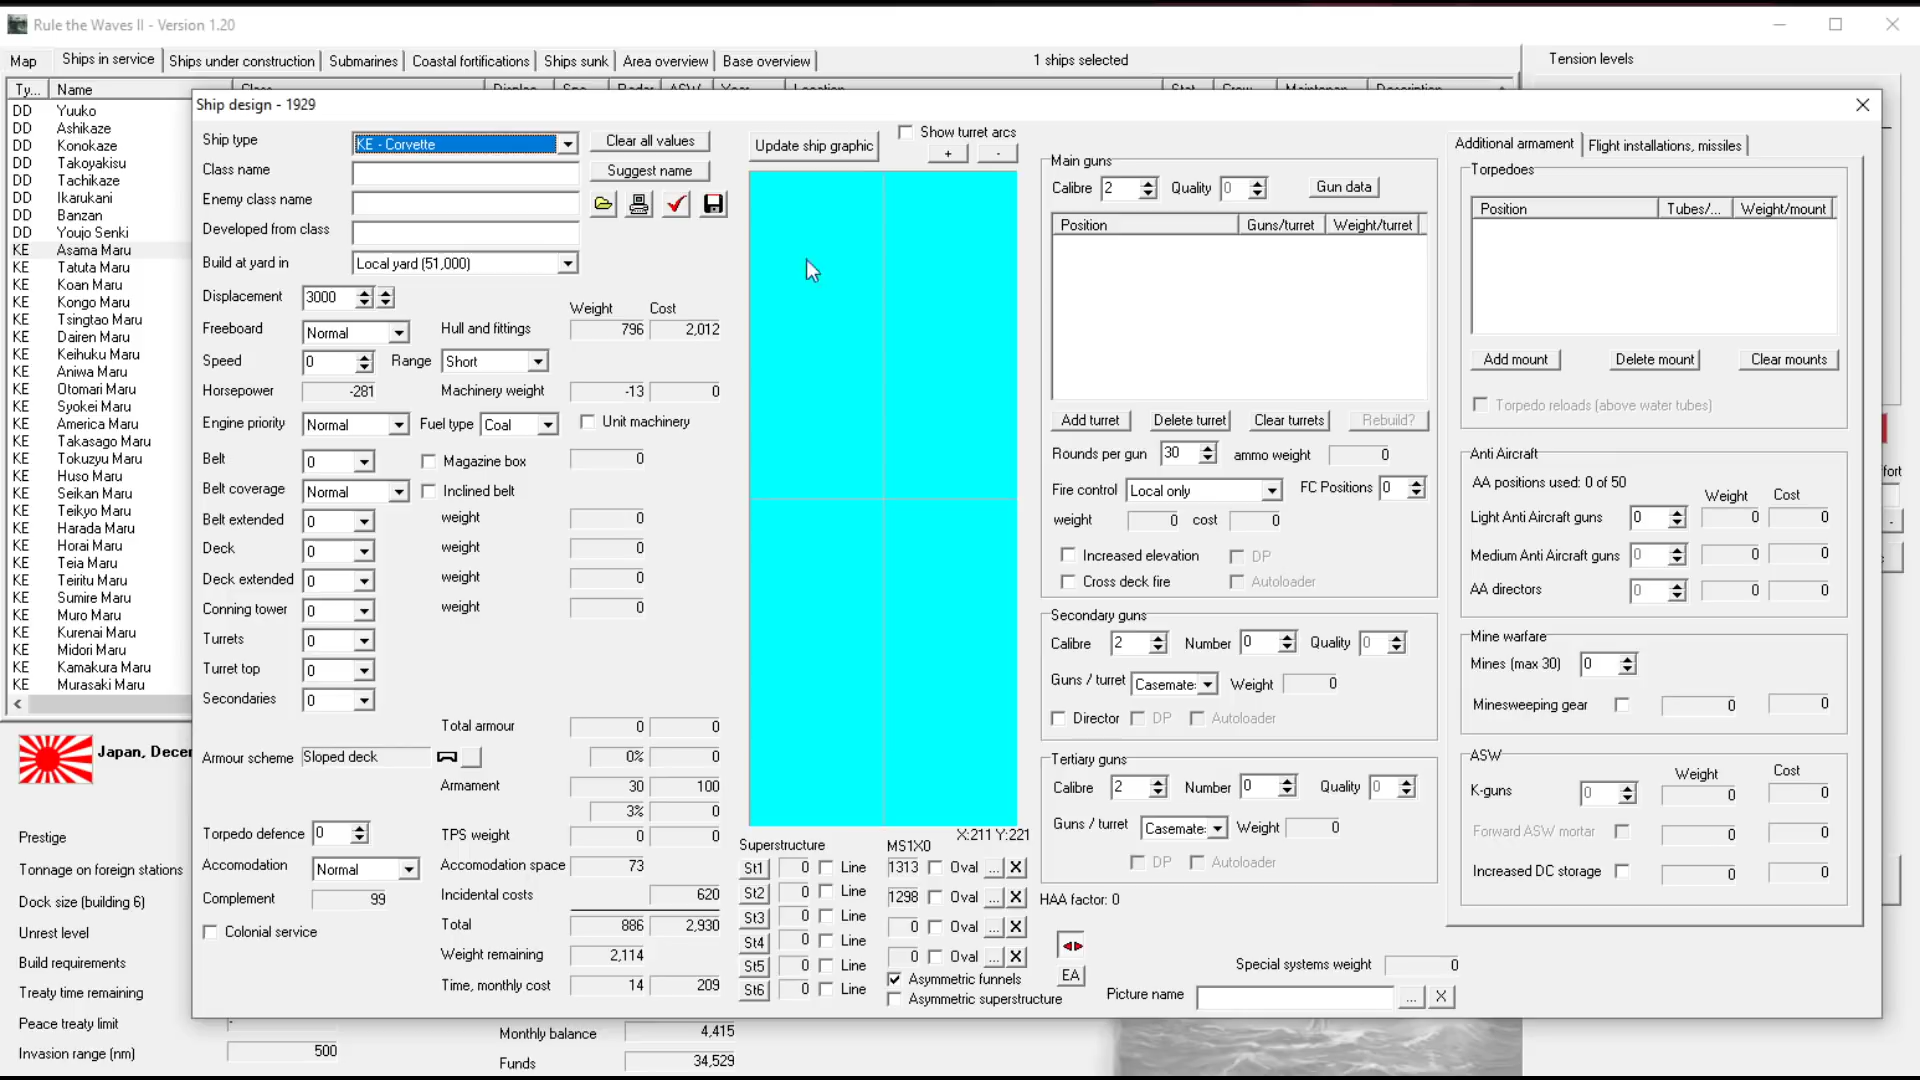 Rule the Waves II - Version 1.20
Map Ships in service Ships under construction Submarines Coastal fortifications Ships sunk Area overview Base overview 1 ships selected Tension levels
Ty... Name
DD Yuuko
DD Ashikaze
DD Konokaze
DD Takoyakisu
DD Tachikaze
DD Ikarukani
DD Banzan
DD Youjo Senki
KE Asama Maru
KE Tatuta Maru
KE Koan Maru
KE Kongo Maru
KE Tsingtao Maru
KE Dairen Maru
KE Keihuku Maru
KE Aniwa Maru
KE Otomari Maru
KE Syokei Maru
KE America Maru
KE Takasago Maru
KE Tokuzyu Maru
KE Huso Maru
KE Seikan Maru
KE Teikyo Maru
KE Harada Maru
KE Horai Maru
KE Teia Maru
KE Teiritu Maru
KE Sumire Maru
KE Muro Maru
KE Kurenai Maru
KE Midori Maru
KE Kamakura Maru
KE Murasaki Maru
Japan, Decer
Prestige
Tonnage on foreign stations
Dock size (building 6)
Unrest level
Build requirements
Treaty time remaining
Peace treaty limit
Invasion range (nm) 500
Monthly balance 4,415
Funds 34,529
Ship design - 1929
Ship type KE - Corvette Clear all values
Class name Suggest name
Enemy class name
Developed from class
Build at yard in Local yard (51,000)
Displacement 3000
Weight Cost
Freeboard Normal Hull and fittings 796 2,012
Speed 0 Range Short
Horsepower -281 Machinery weight -13 0
Engine priority Normal Fuel type Coal Unit machinery
Belt 0 Magazine box 0
Belt coverage Normal Inclined belt
Belt extended 0 weight 0
Deck 0 weight 0
Deck extended 0 weight 0
Conning tower 0 weight 0
Turrets 0
Turret top 0
Secondaries 0
Total armour 0 0
Armour scheme Sloped deck 0% 0
Armament 30 100
3% 0
Torpedo defence 0 TPS weight 0 0
Accomodation Normal Accomodation space 73
Complement 99 Incidental costs 620
Colonial service Total 886 2,930
Weight remaining 2,114
Time, monthly cost 14 209
Update ship graphic Show turret arcs
+ -
X:211 Y:221
Superstructure MS1X0
St1 0 Line 1313 Oval ... X
St2 0 Line 1298 Oval ... X
St3 0 Line 0 Oval ... X
St4 0 Line 0 Oval ... X
St5 0 Line Asymmetric funnels
St6 0 Line Asymmetric superstructure
HAA factor: 0
EA
Main guns
Calibre 2 Quality 0 Gun data
Position Guns/turret Weight/turret
Add turret Delete turret Clear turrets Rebuild?
Rounds per gun 30 ammo weight 0
Fire control Local only FC Positions 0
weight 0 cost 0
Increased elevation DP
Cross deck fire Autoloader
Secondary guns
Calibre 2 Number 0 Quality 0
Guns / turret Casemate: Weight 0
Director DP Autoloader
Tertiary guns
Calibre 2 Number 0 Quality 0
Guns / turret Casemate: Weight 0
DP Autoloader
Special systems weight 0
Picture name ... X
Additional armament Flight installations, missiles
Torpedoes
Position Tubes/... Weight/mount
Add mount Delete mount Clear mounts
Torpedo reloads (above water tubes)
Anti Aircraft
AA positions used: 0 of 50
Weight Cost
Light Anti Aircraft guns 0 0 0
Medium Anti Aircraft guns 0 0 0
AA directors 0 0 0
Mine warfare
Mines (max 30) 0
Minesweeping gear 0 0
ASW
Weight Cost
K-guns 0 0 0
Forward ASW mortar 0 0
Increased DC storage 0 0